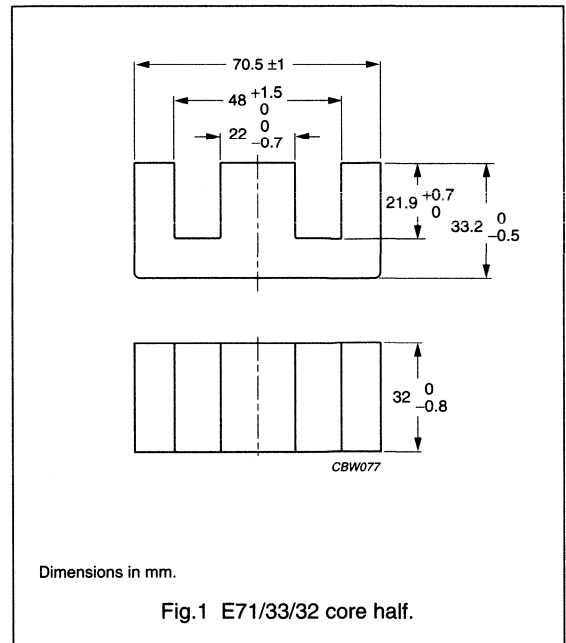 70.5 ±1
48 +1.5 0
22 0 −0.7
21.9 +0.7 0
33.2 0 −0.5
32 0 −0.8
CBW077
Dimensions in mm.
Fig.1 E71/33/32 core half.